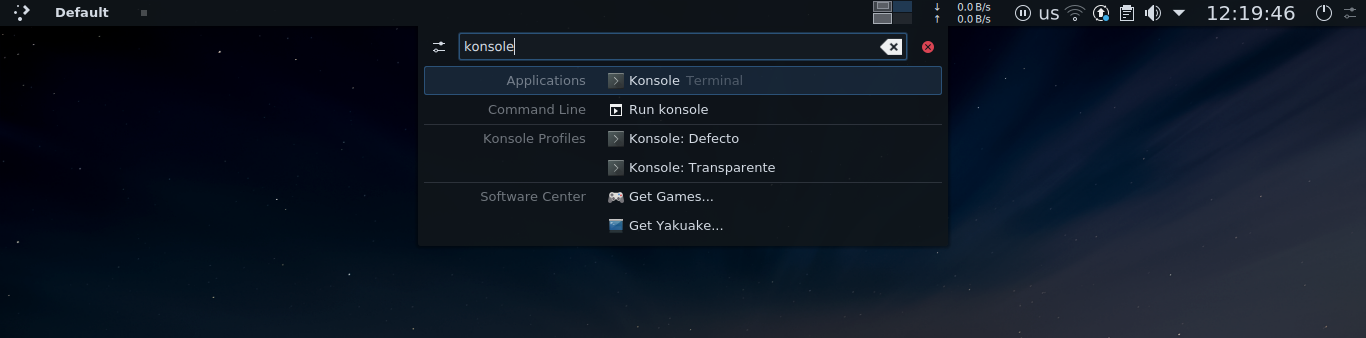 Default
0.0 B/s
0.0 B/s
us
12:19:46
konsole
Applications Konsole Terminal
Command Line Run konsole
Konsole Profiles Konsole: Defecto
Konsole: Transparente
Software Center Get Games...
Get Yakuake...